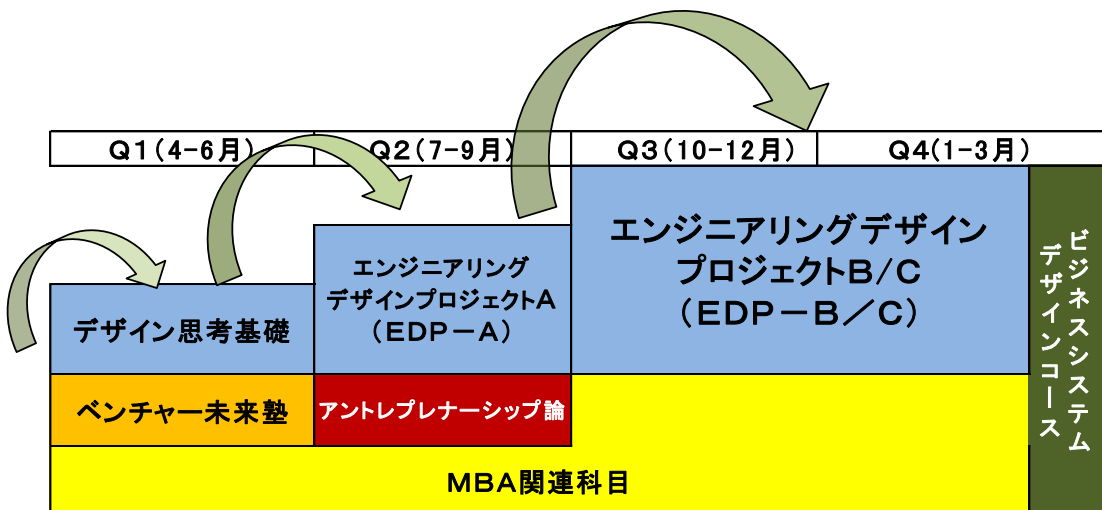 Q1(4-6月)
Q2(7-9月)
Q3(10-12月)
Q4(1-3月)
デザイン思考基礎
エンジニアリング
デザインプロジェクトA
(EDP－A)
エンジニアリングデザイン
プロジェクトB/C
(EDP－B／C)
ビジネスシステム
デザインコース
ベンチャー未来塾
アントレプレナーシップ論
MBA関連科目